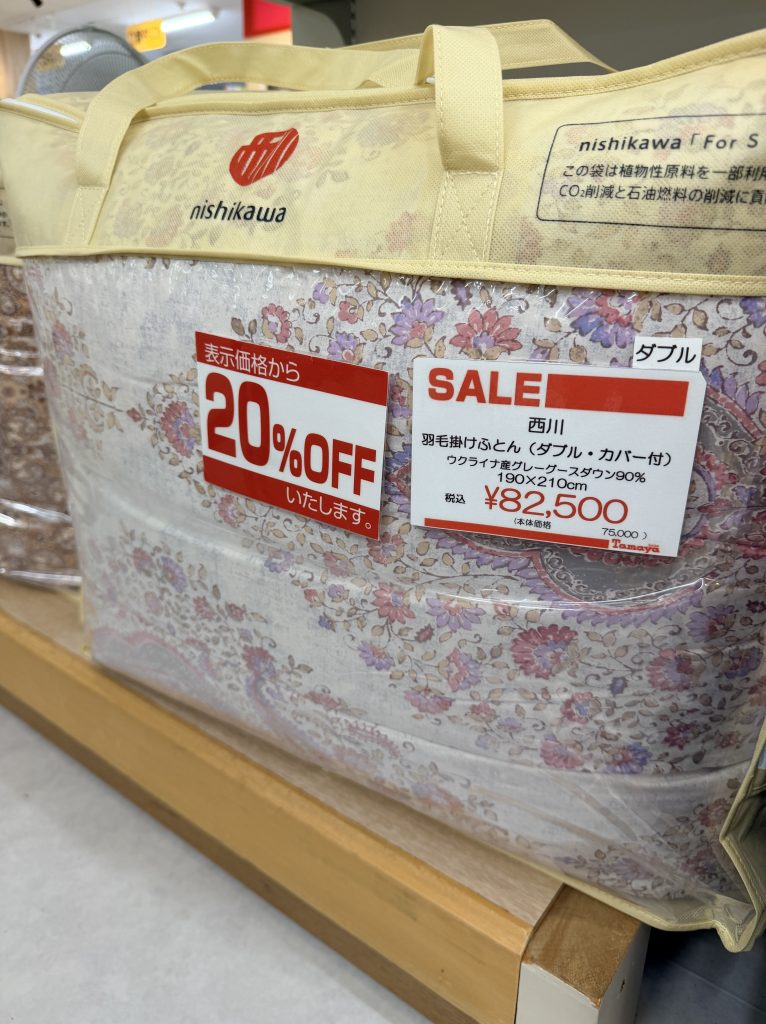 西川
nishikawa
nishikawa「For S
この袋は植物性原料を一部利用
CO₂削減と石油燃料の削減に貢
表示価格から
20%OFF
いたします。
ダブル
SALE
西川
羽毛掛けふとん（ダブル・カバー付）
ウクライナ産グレーグースダウン90%
190×210cm
税込 ¥82,500
（本体価格 75,000 ）
Tamaya